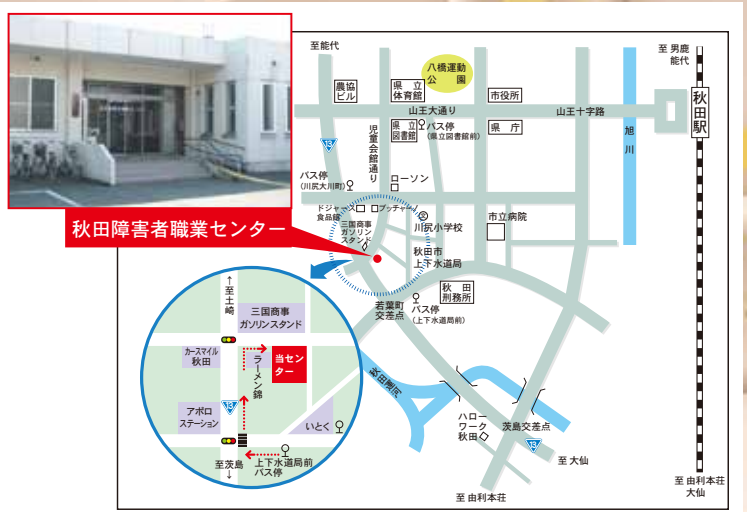 秋田障害者職業センター
至能代
八橋運動
公園
至 男鹿
能代
農協
ビル
県立
体育館
市役所
山王大通り
山王十字路
秋田駅
旭川
児童会館通り
県立
図書館
バス停
(県立図書館前)
県庁
13
バス停
(川尻大川町)
ローソン
ドジャース
食品館
ブッチャー
三国商事
ガソリン
スタンド
文
川尻小学校
市立病院
秋田市
上下水道局
秋田
刑務所
若葉町
交差点
バス停
(上下水道局前)
秋田運河
ハロー
ワーク
秋田
茨島交差点
13
至 大仙
至 由利本荘
至 由利本荘
大仙
↑
至土崎
三国商事
ガソリンスタンド
カースマイル
秋田
ラーメン錦
当セン
ター
13
アポロ
ステーション
いとく
至茨島
↓
上下水道局前
バス停